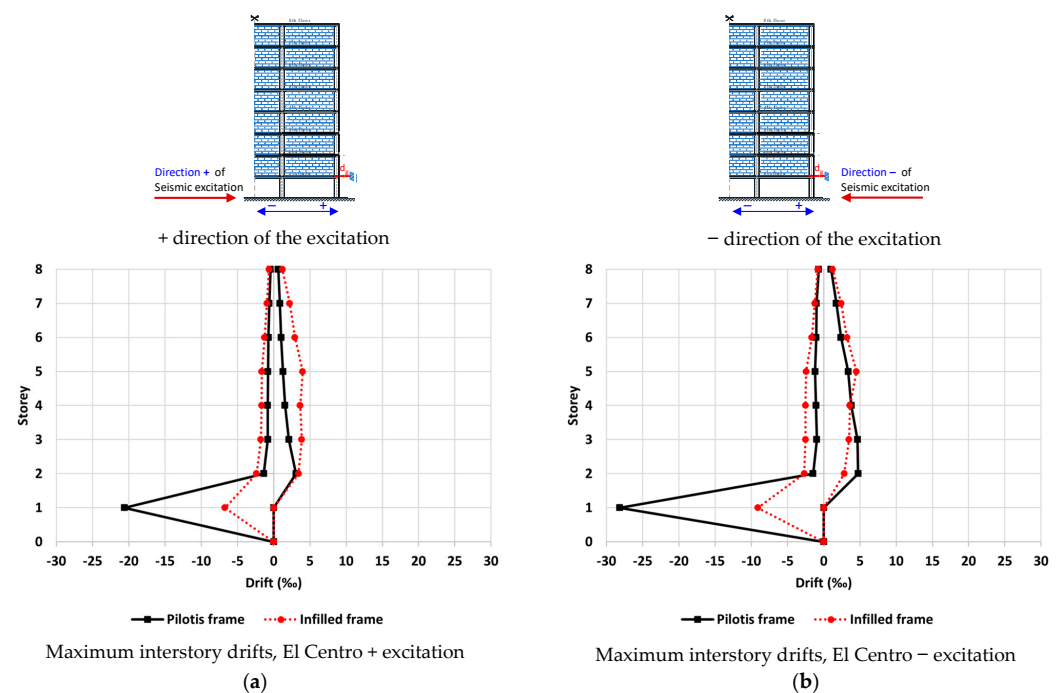 8th floor
8th floor
d
d
Direction + of
Seismic excitation
Direction − of
Seismic excitation
− +
− +
+ direction of the excitation
− direction of the excitation
8
7
6
5
4
3
2
1
0
Storey
-30 -25 -20 -15 -10 -5 0 5 10 15 20 25 30
Drift (‰)
Pilotis frame Infilled frame
Maximum interstory drifts, El Centro + excitation
(a)
8
7
6
5
4
3
2
1
0
Storey
-30 -25 -20 -15 -10 -5 0 5 10 15 20 25 30
Drift (‰)
Pilotis frame Infilled frame
Maximum interstory drifts, El Centro − excitation
(b)